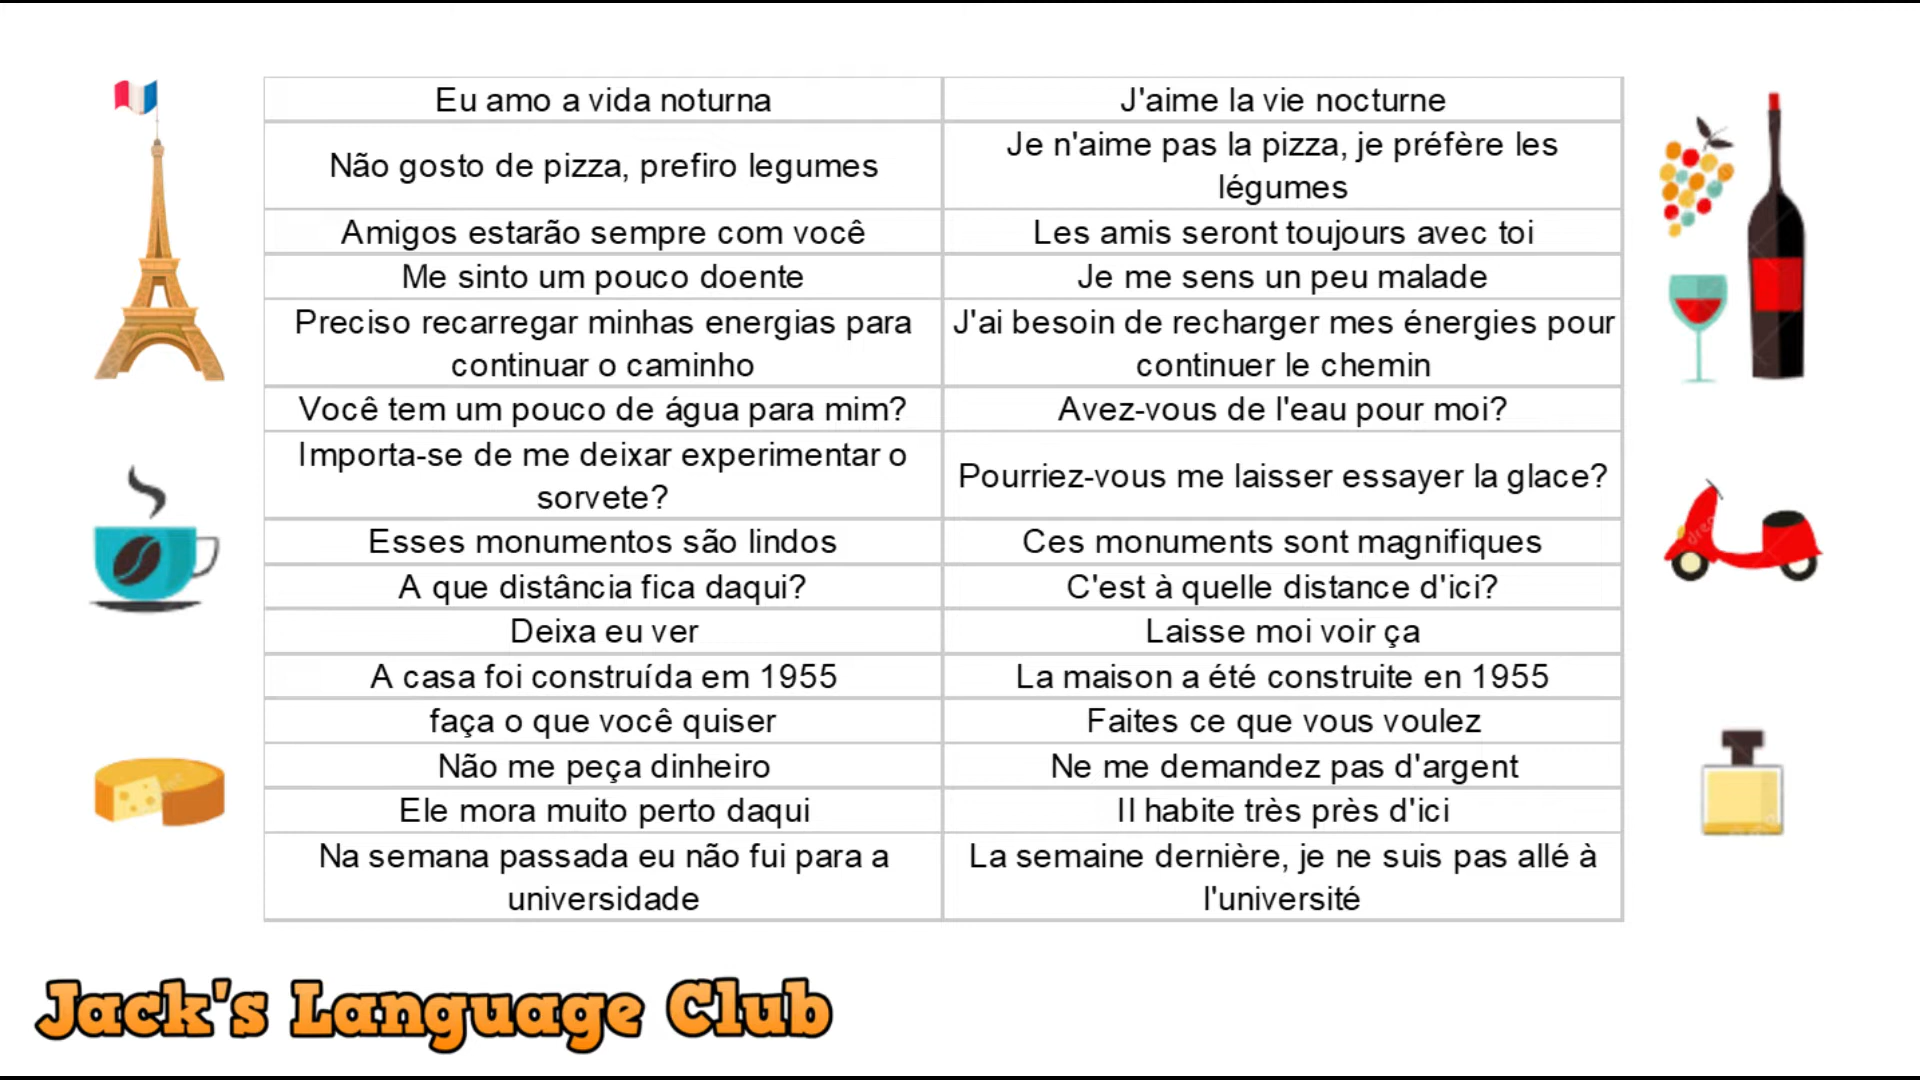 Eu amo a vida noturna
J'aime la vie nocturne
Não gosto de pizza, prefiro legumes
Je n'aime pas la pizza, je préfère les
légumes
Amigos estarão sempre com você
Les amis seront toujours avec toi
Me sinto um pouco doente
Je me sens un peu malade
Preciso recarregar minhas energias para
continuar o caminho
J'ai besoin de recharger mes énergies pour
continuer le chemin
Você tem um pouco de água para mim?
Avez-vous de l'eau pour moi?
Importa-se de me deixar experimentar o
sorvete?
Pourriez-vous me laisser essayer la glace?
Esses monumentos são lindos
Ces monuments sont magnifiques
A que distância fica daqui?
C'est à quelle distance d'ici?
Deixa eu ver
Laisse moi voir ça
A casa foi construída em 1955
La maison a été construite en 1955
faça o que você quiser
Faites ce que vous voulez
Não me peça dinheiro
Ne me demandez pas d'argent
Ele mora muito perto daqui
Il habite très près d'ici
Na semana passada eu não fui para a
universidade
La semaine dernière, je ne suis pas allé à
l'université
Jack's Language Club